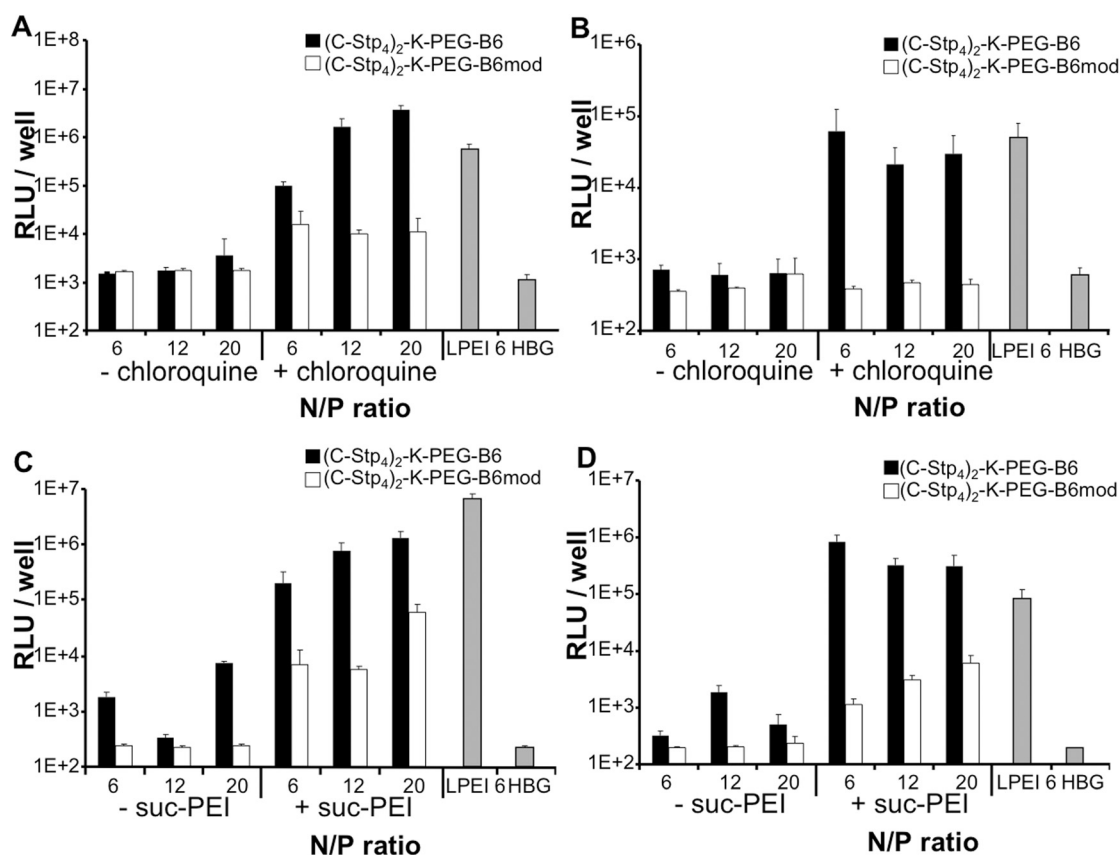 A
1E+8
1E+7
1E+6
1E+5
1E+4
1E+3
1E+2
RLU / well
(C-Stp4)2-K-PEG-B6
(C-Stp4)2-K-PEG-B6mod
6 12 20 6 12 20 LPEI 6 HBG
- chloroquine + chloroquine
N/P ratio
B
1E+6
1E+5
1E+4
1E+3
1E+2
RLU / well
(C-Stp4)2-K-PEG-B6
(C-Stp4)2-K-PEG-B6mod
6 12 20 6 12 20 LPEI 6 HBG
- chloroquine + chloroquine
N/P ratio
C
1E+7
1E+6
1E+5
1E+4
1E+3
1E+2
RLU / well
(C-Stp4)2-K-PEG-B6
(C-Stp4)2-K-PEG-B6mod
6 12 20 6 12 20 LPEI 6 HBG
- suc-PEI + suc-PEI
N/P ratio
D
1E+7
1E+6
1E+5
1E+4
1E+3
1E+2
RLU / well
(C-Stp4)2-K-PEG-B6
(C-Stp4)2-K-PEG-B6mod
6 12 20 6 12 20 LPEI 6 HBG
- suc-PEI + suc-PEI
N/P ratio